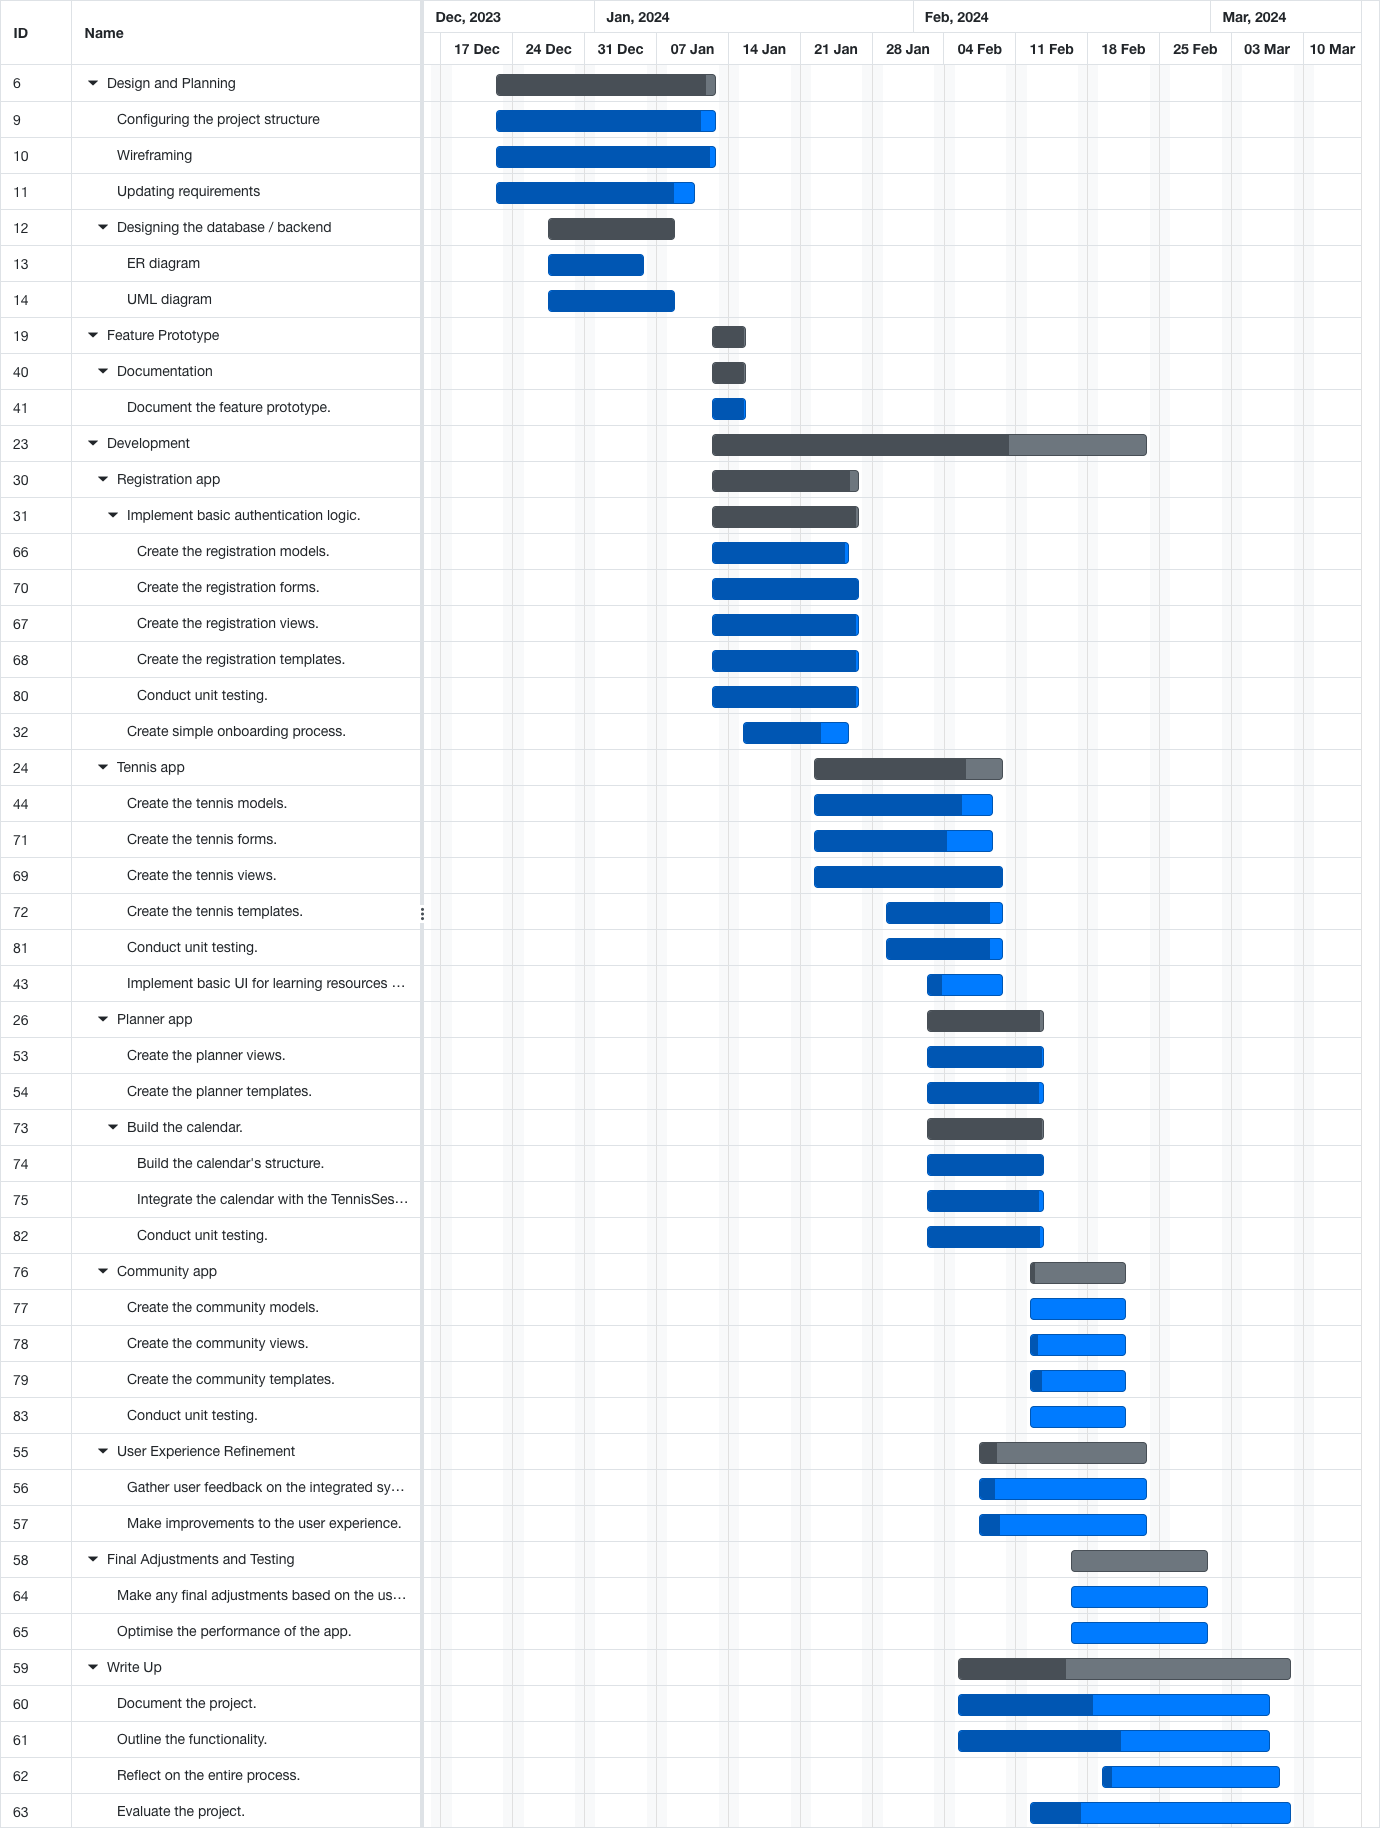 ID Name Dec, 2023 Jan, 2024 Feb, 2024 Mar, 2024
17 Dec 24 Dec 31 Dec 07 Jan 14 Jan 21 Jan 28 Jan 04 Feb 11 Feb 18 Feb 25 Feb 03 Mar 10 Mar
6 Design and Planning
9 Configuring the project structure
10 Wireframing
11 Updating requirements
12 Designing the database / backend
13 ER diagram
14 UML diagram
19 Feature Prototype
40 Documentation
41 Document the feature prototype.
23 Development
30 Registration app
31 Implement basic authentication logic.
66 Create the registration models.
70 Create the registration forms.
67 Create the registration views.
68 Create the registration templates.
80 Conduct unit testing.
32 Create simple onboarding process.
24 Tennis app
44 Create the tennis models.
71 Create the tennis forms.
69 Create the tennis views.
72 Create the tennis templates.
81 Conduct unit testing.
43 Implement basic UI for learning resources ...
26 Planner app
53 Create the planner views.
54 Create the planner templates.
73 Build the calendar.
74 Build the calendar's structure.
75 Integrate the calendar with the TennisSes...
82 Conduct unit testing.
76 Community app
77 Create the community models.
78 Create the community views.
79 Create the community templates.
83 Conduct unit testing.
55 User Experience Refinement
56 Gather user feedback on the integrated sy...
57 Make improvements to the user experience.
58 Final Adjustments and Testing
64 Make any final adjustments based on the us...
65 Optimise the performance of the app.
59 Write Up
60 Document the project.
61 Outline the functionality.
62 Reflect on the entire process.
63 Evaluate the project.